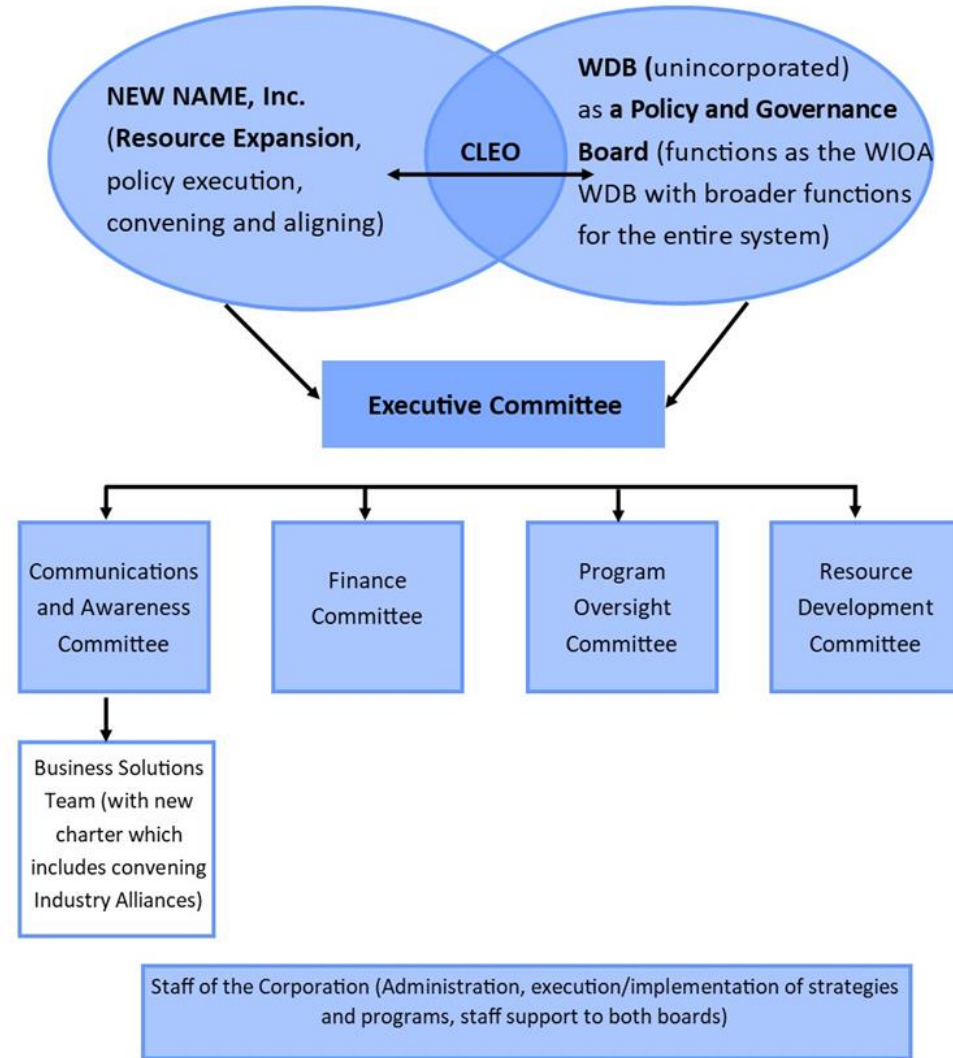 NEW NAME, Inc.
(Resource Expansion,
policy execution,
convening and aligning)
CLEO
WDB (unincorporated)
as a Policy and Governance
Board (functions as the WIOA
WDB with broader functions
for the entire system)
Executive Committee
Communications
and Awareness
Committee
Finance
Committee
Program
Oversight
Committee
Resource
Development
Committee
Business Solutions
Team (with new
charter which
includes convening
Industry Alliances)
Staff of the Corporation (Administration, execution/implementation of strategies
and programs, staff support to both boards)